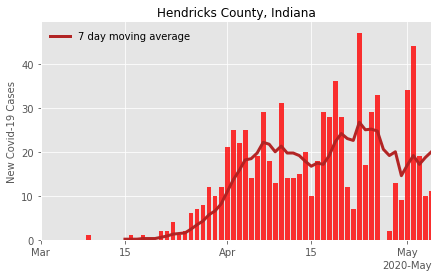 Hendricks County, Indiana
7 day moving average
New Covid-19 Cases
40
30
20
10
0
Mar
15
Apr
15
May
2020-May